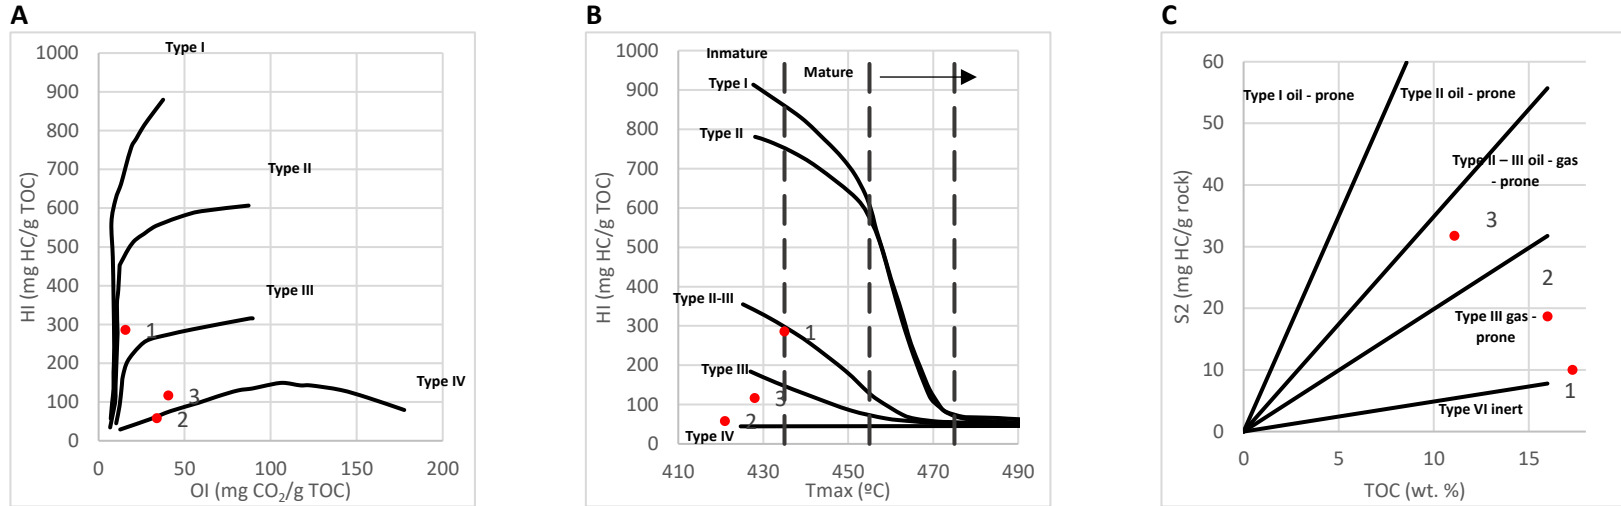 A
Type I
1000
900
800
700
600
500
400
300
200
100
0
HI (mg HC/g TOC)
Type II
Type III
Type IV
1
3
2
0
50
100
150
200
OI (mg CO₂/g TOC)
B
1000
900
800
700
600
500
400
300
200
100
0
HI (mg HC/g TOC)
Inmature
Mature
Type I
Type II
Type II-III
1
Type III
3
2
Type IV
410
430
450
470
490
Tmax (ºC)
C
60
50
40
30
20
10
0
S2 (mg HC/g rock)
Type I oil - prone
Type II oil - prone
Type II – III oil - gas
- prone
3
2
Type III gas -
prone
1
Type VI inert
0
5
10
15
TOC (wt. %)